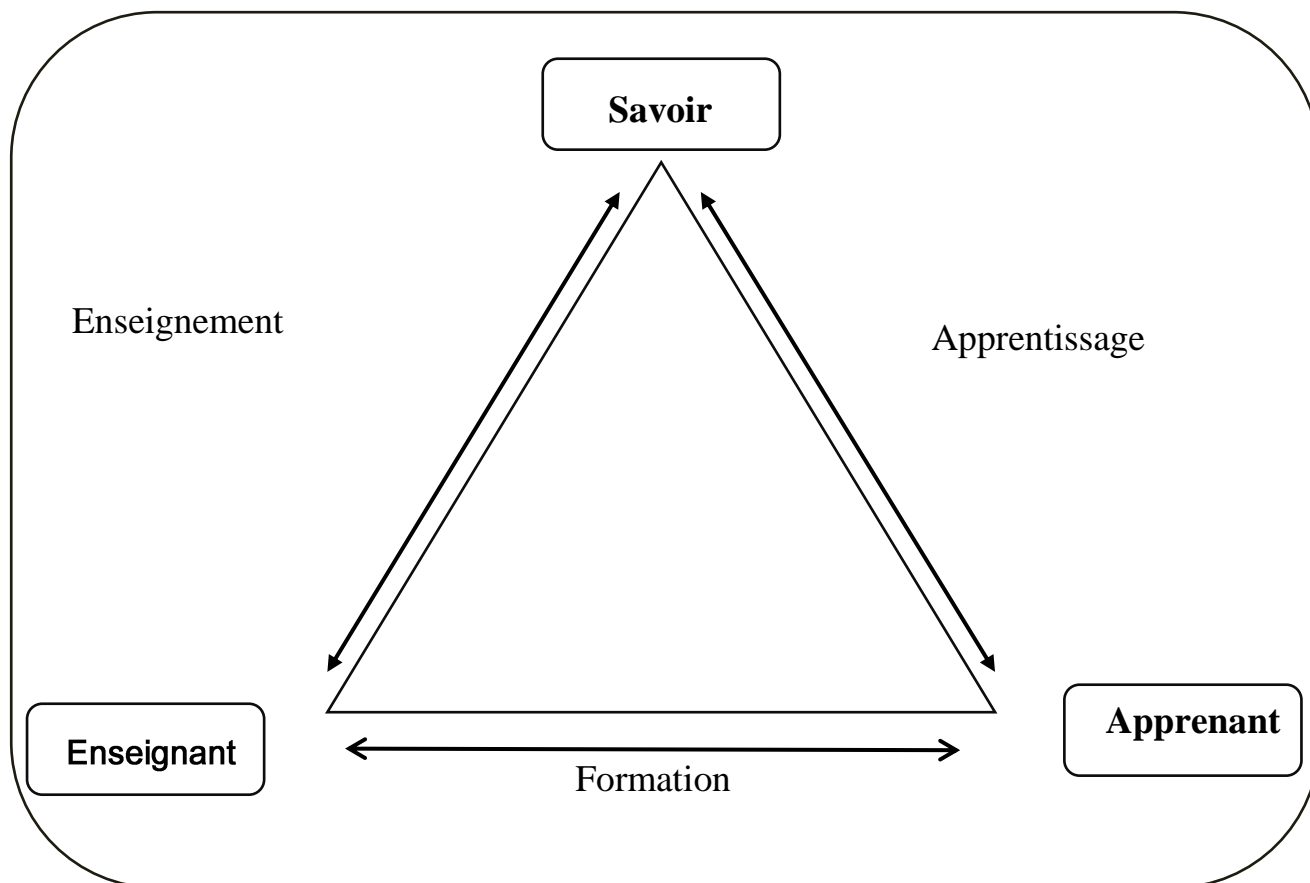 Savoir
Enseignement
Apprentissage
Enseignant
Apprenant
Formation